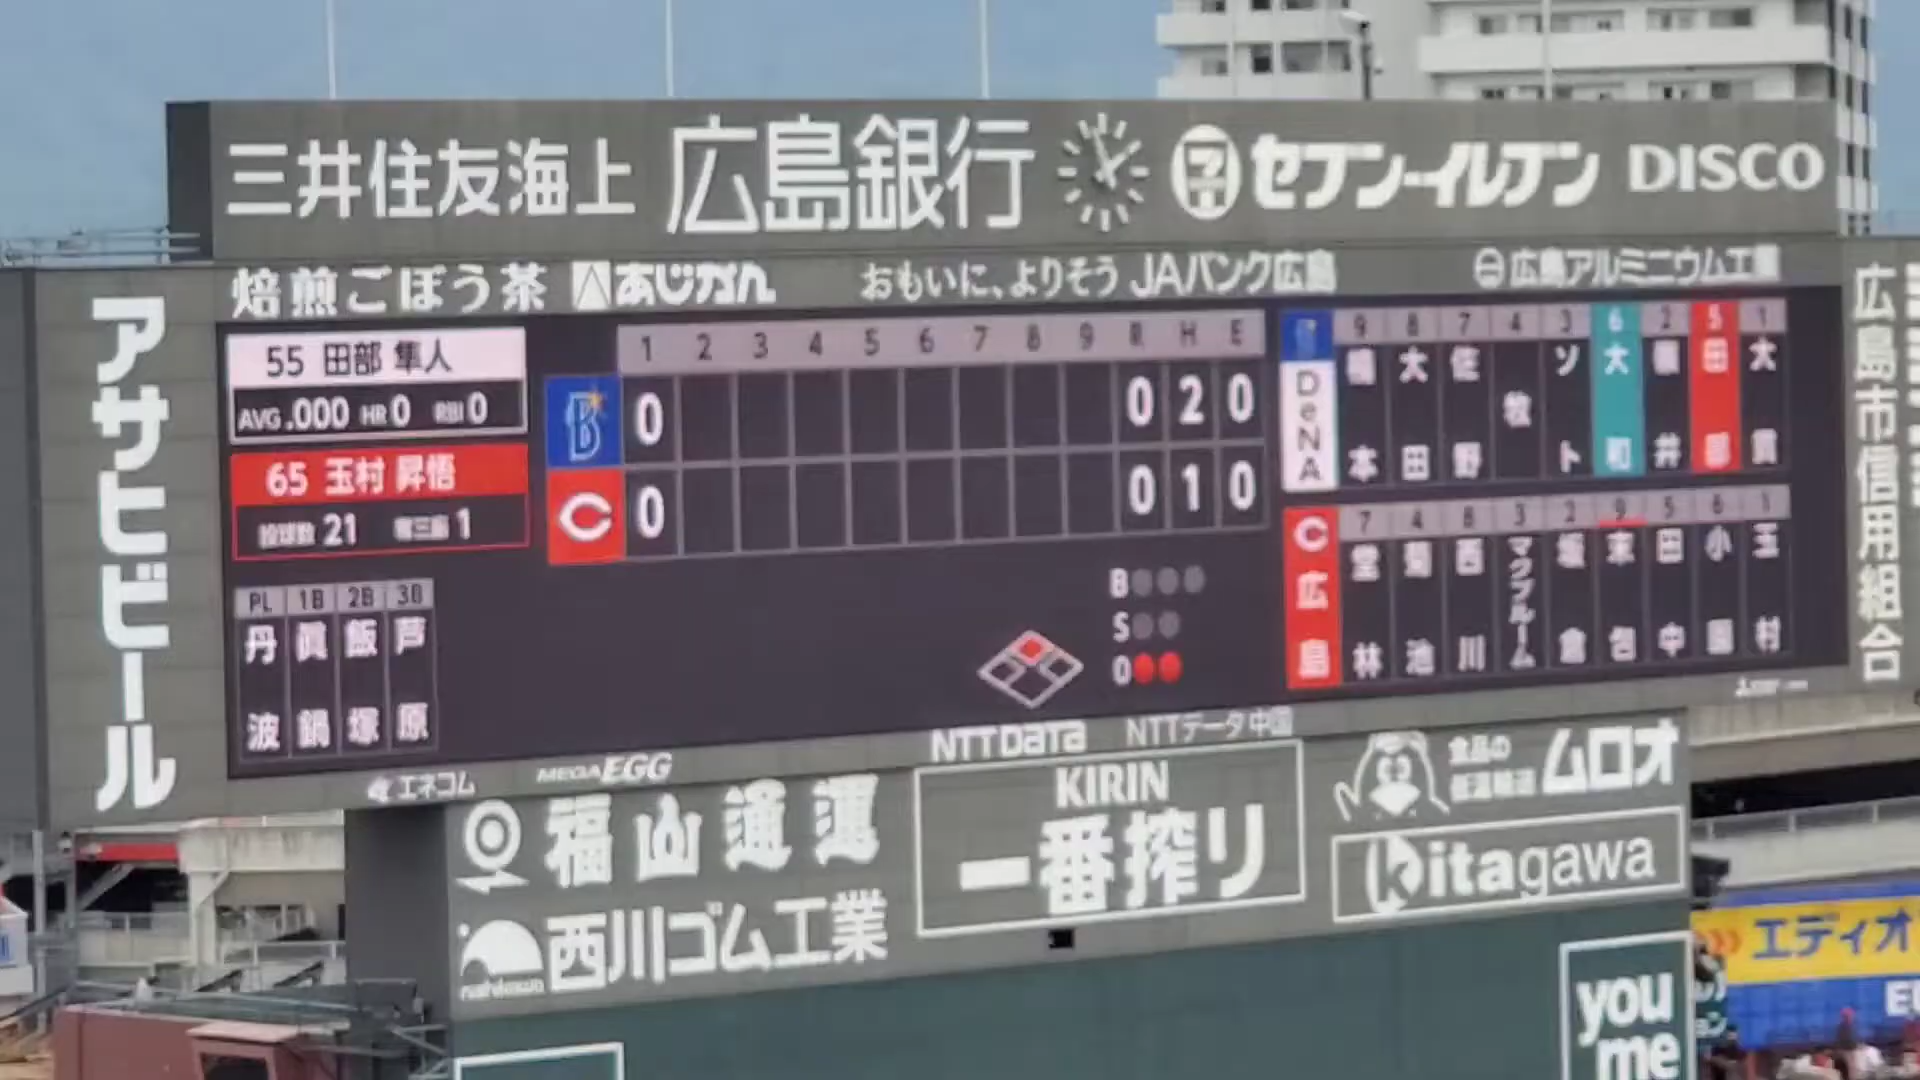 三井住友海上 広島銀行 セブン-イレブン DISCO
焙煎ごぼう茶 あじかん おもいに、よりそう JAバンク広島 広島アルミニウム工業
アサヒビール
広島市信用組合
55 田部 隼人
AVG .000 HR 0 RBI 0
65 玉村 昇悟
投球数 21 奪三振 1
1 2 3 4 5 6 7 8 9 R H E
B 0 0 2 0
C 0 0 1 0
PL 1B 2B 3B
丹波 眞鍋 飯塚 芦原
B
S
O
DeNA
9 8 7 4 3 6 2 5 1
楠本 大田 佐野 牧 ソト 大和 嶺井 田部 大貫
C 広島
7 4 8 3 2 9 5 6 1
堂林 菊池 西川 マクブルーム 坂倉 末包 田中 小園 玉村
エネコム MEGA EGG NTT DATA NTTデータ中国
福山通運
KIRIN
一番搾り
食品の
低温輸送
ムロオ
kitagawa
nishikawa
西川ゴム工業
エディオ
you
me